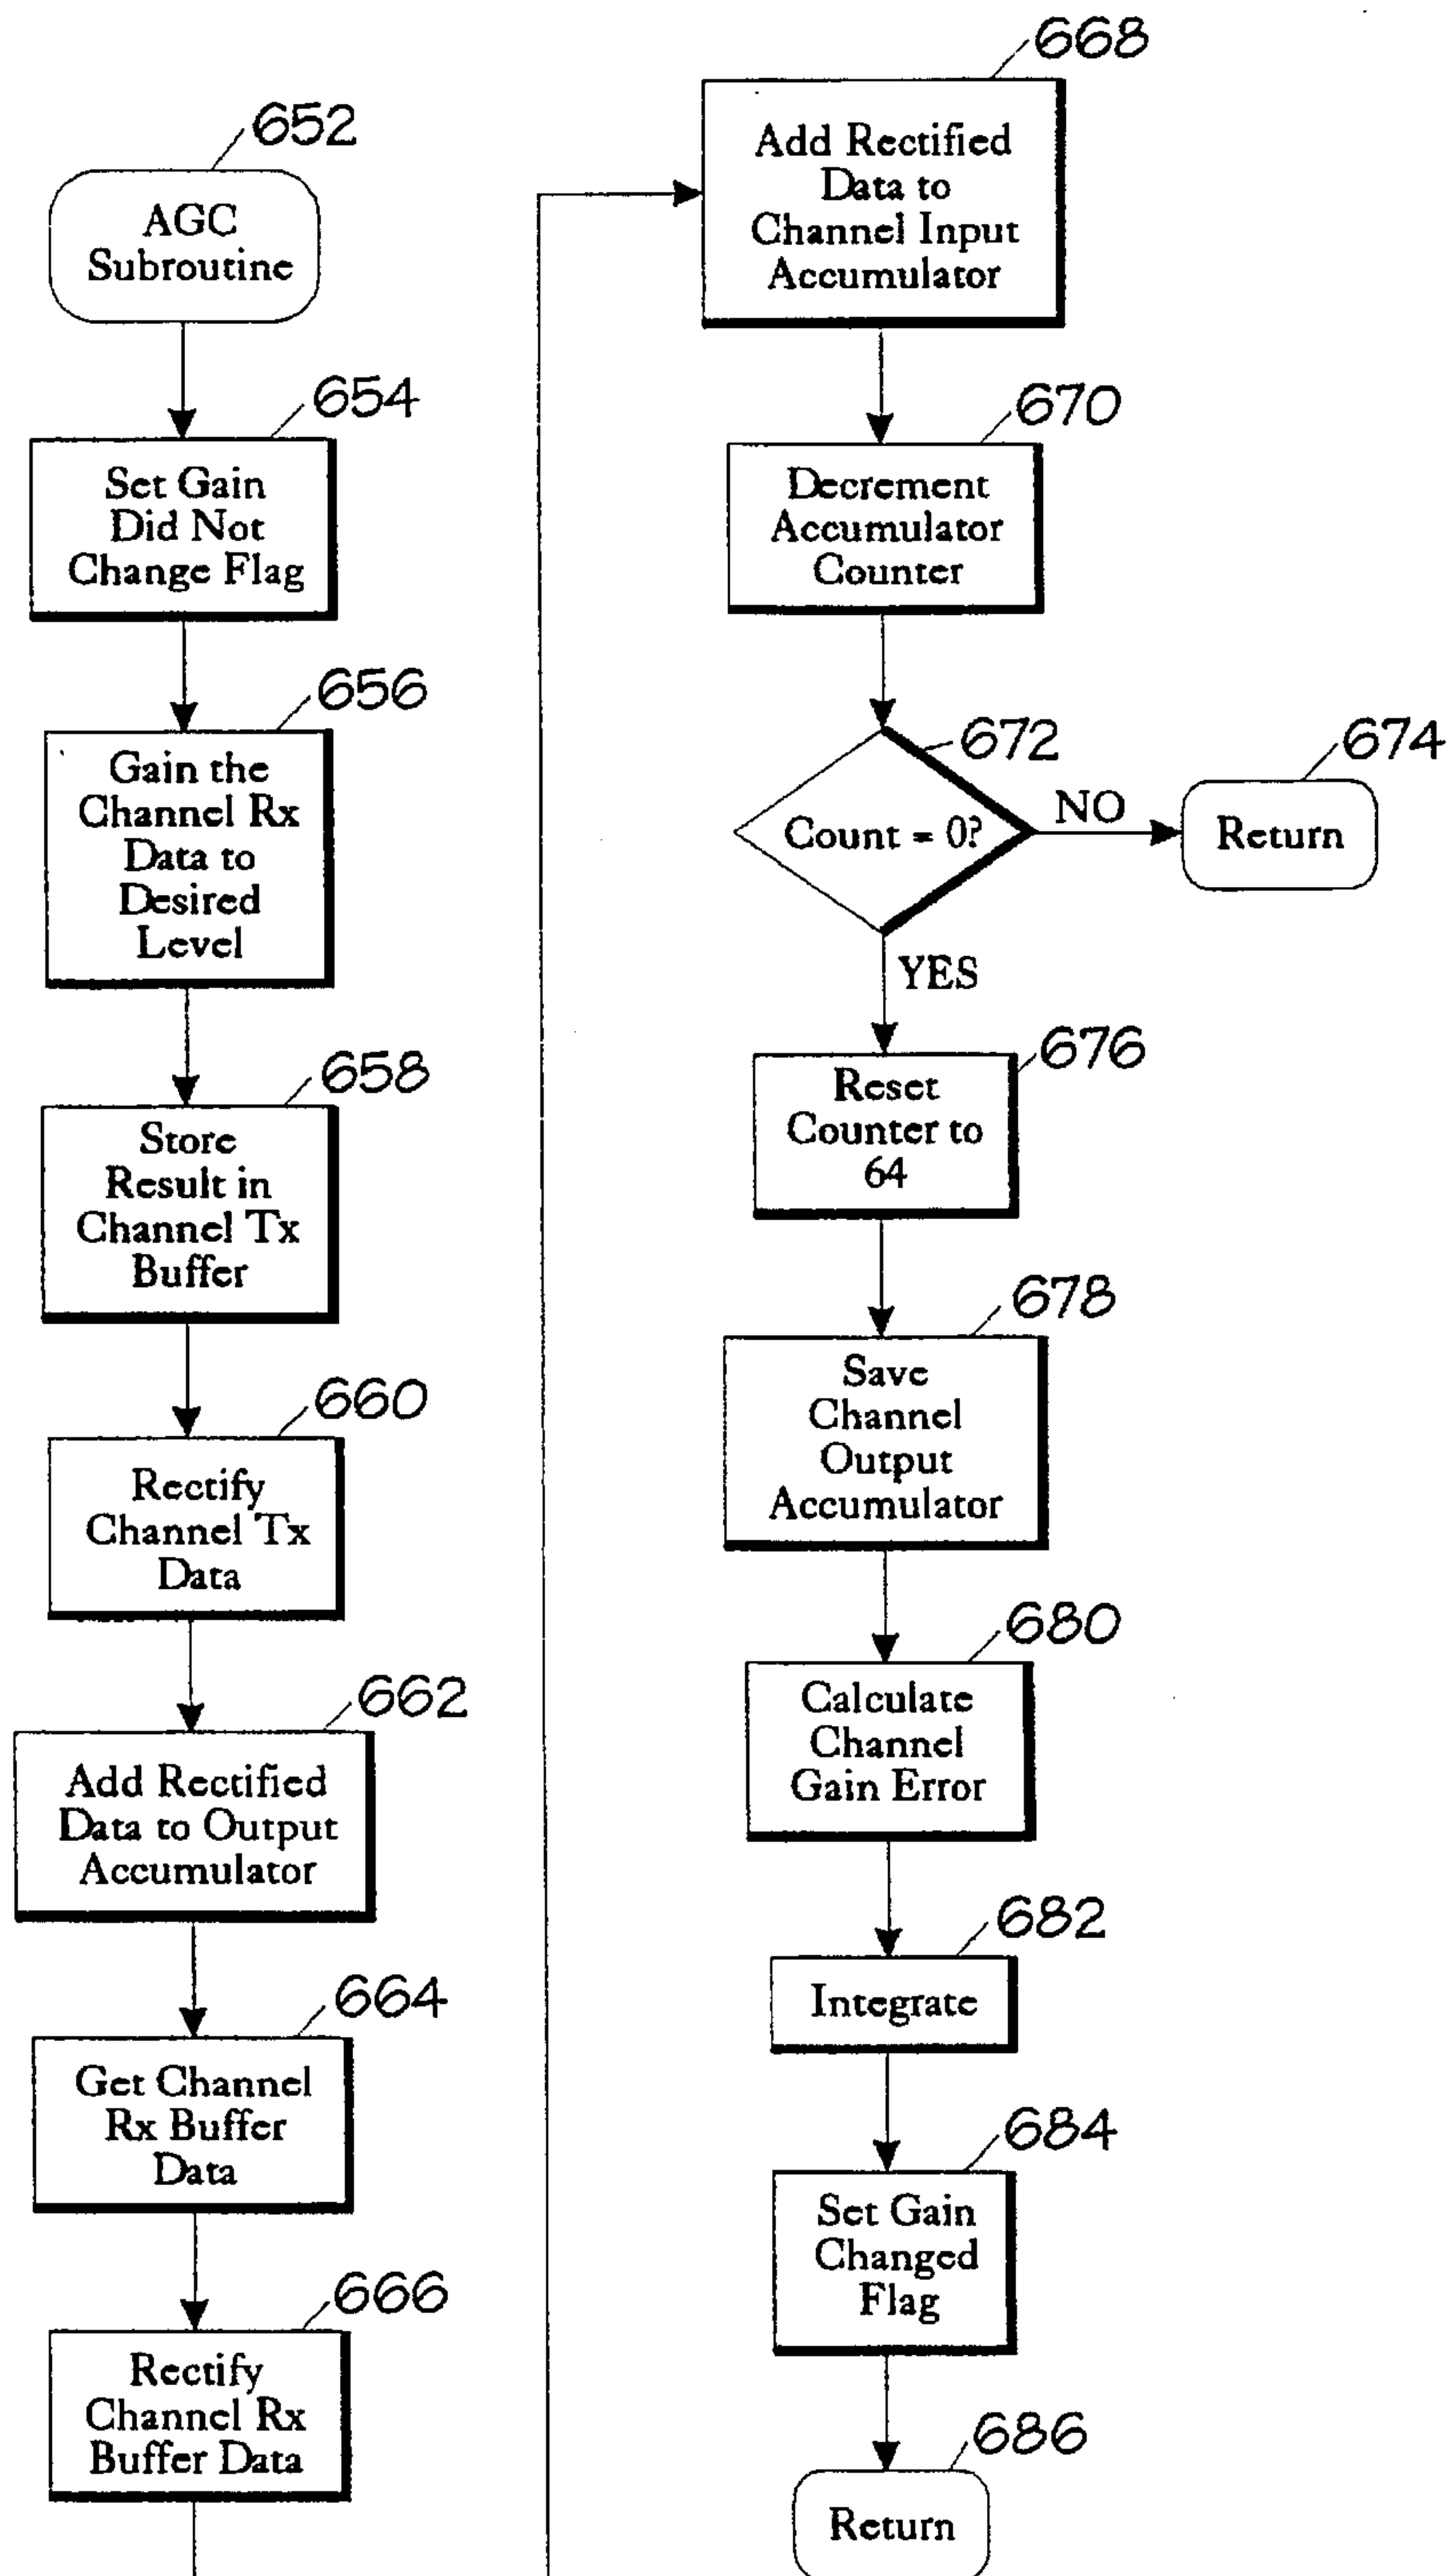 652
AGC
Subroutine
654
Set Gain
Did Not
Change Flag
656
Gain the
Channel Rx
Data to
Desired
Level
658
Store
Result in
Channel Tx
Buffer
660
Rectify
Channel Tx
Data
662
Add Rectified
Data to Output
Accumulator
664
Get Channel
Rx Buffer
Data
666
Rectify
Channel Rx
Buffer Data
668
Add Rectified
Data to
Channel Input
Accumulator
670
Decrement
Accumulator
Counter
672
Count = 0?
NO
674
Return
YES
676
Reset
Counter to
64
678
Save
Channel
Output
Accumulator
680
Calculate
Channel
Gain Error
682
Integrate
684
Set Gain
Changed
Flag
686
Return